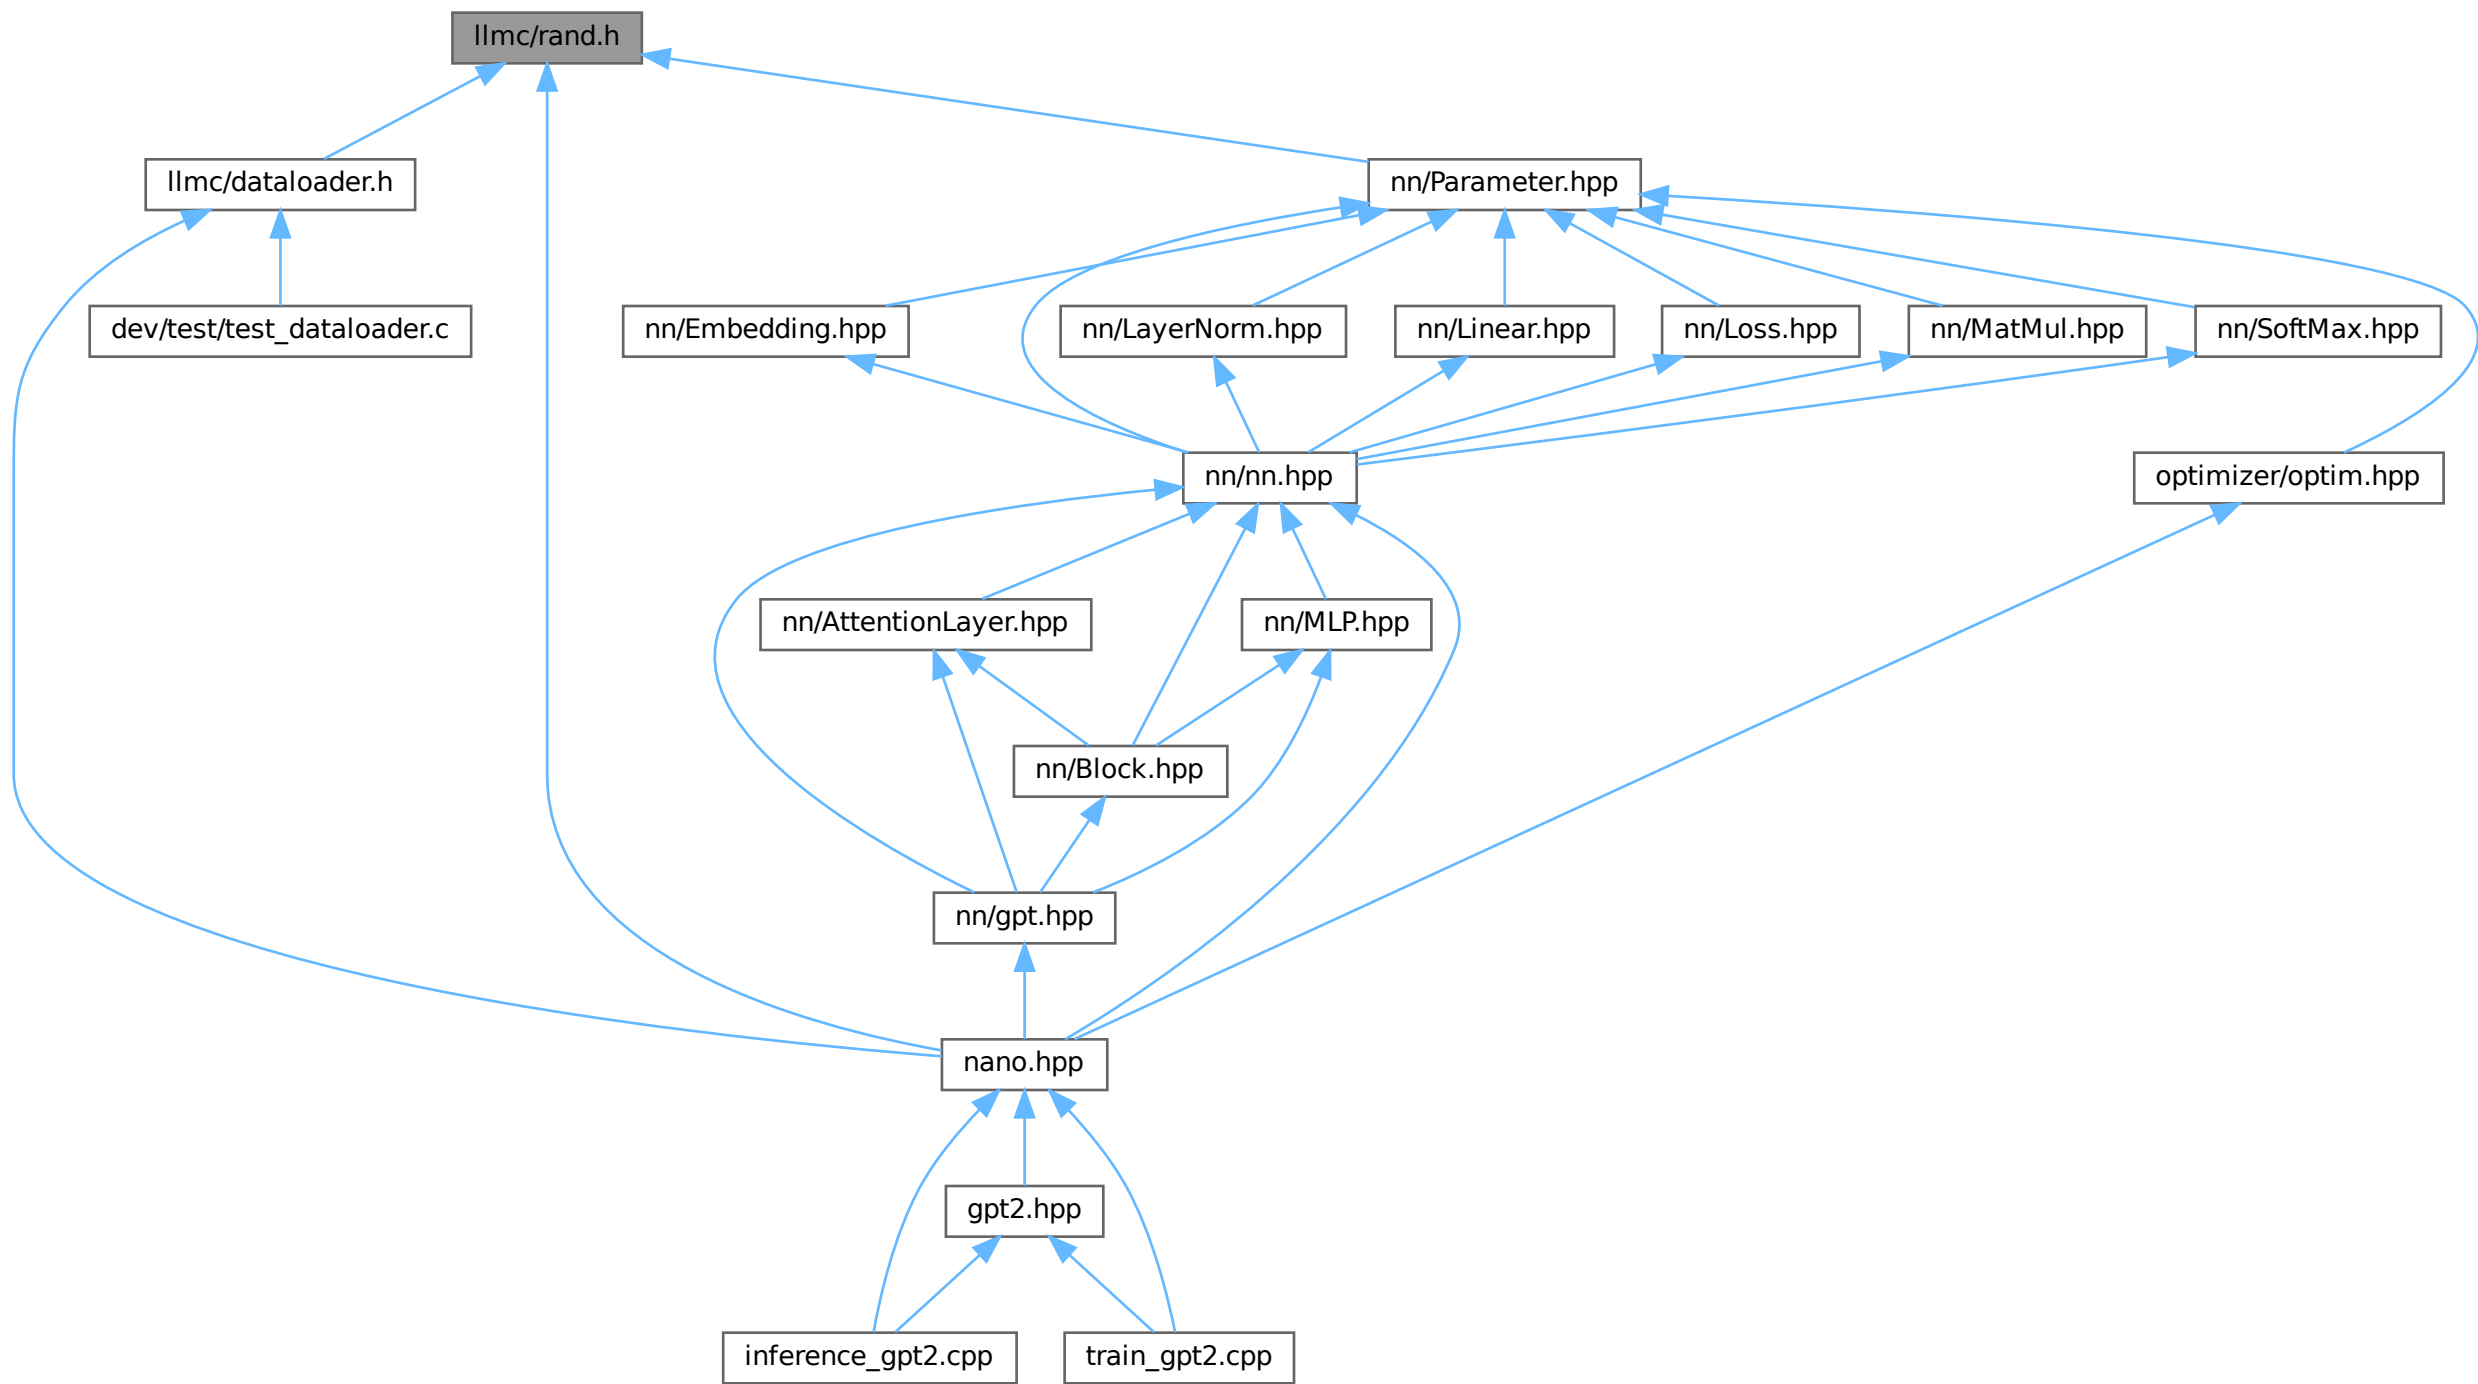 llmc/rand.h
llmc/dataloader.h
nn/Parameter.hpp
dev/test/test_dataloader.c
nn/Embedding.hpp
nn/LayerNorm.hpp
nn/Linear.hpp
nn/Loss.hpp
nn/MatMul.hpp
nn/SoftMax.hpp
nn/nn.hpp
optimizer/optim.hpp
nn/AttentionLayer.hpp
nn/MLP.hpp
nn/Block.hpp
nn/gpt.hpp
nano.hpp
gpt2.hpp
inference_gpt2.cpp
train_gpt2.cpp